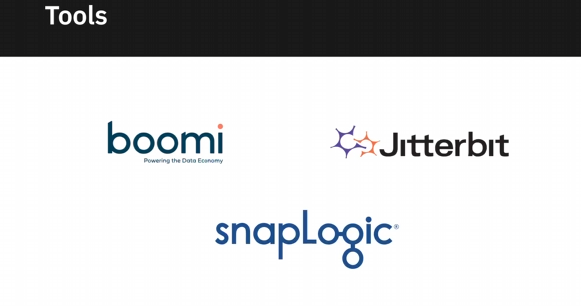 Tools
boomi
Powering the Data Economy
Jitterbit
snapLogic®